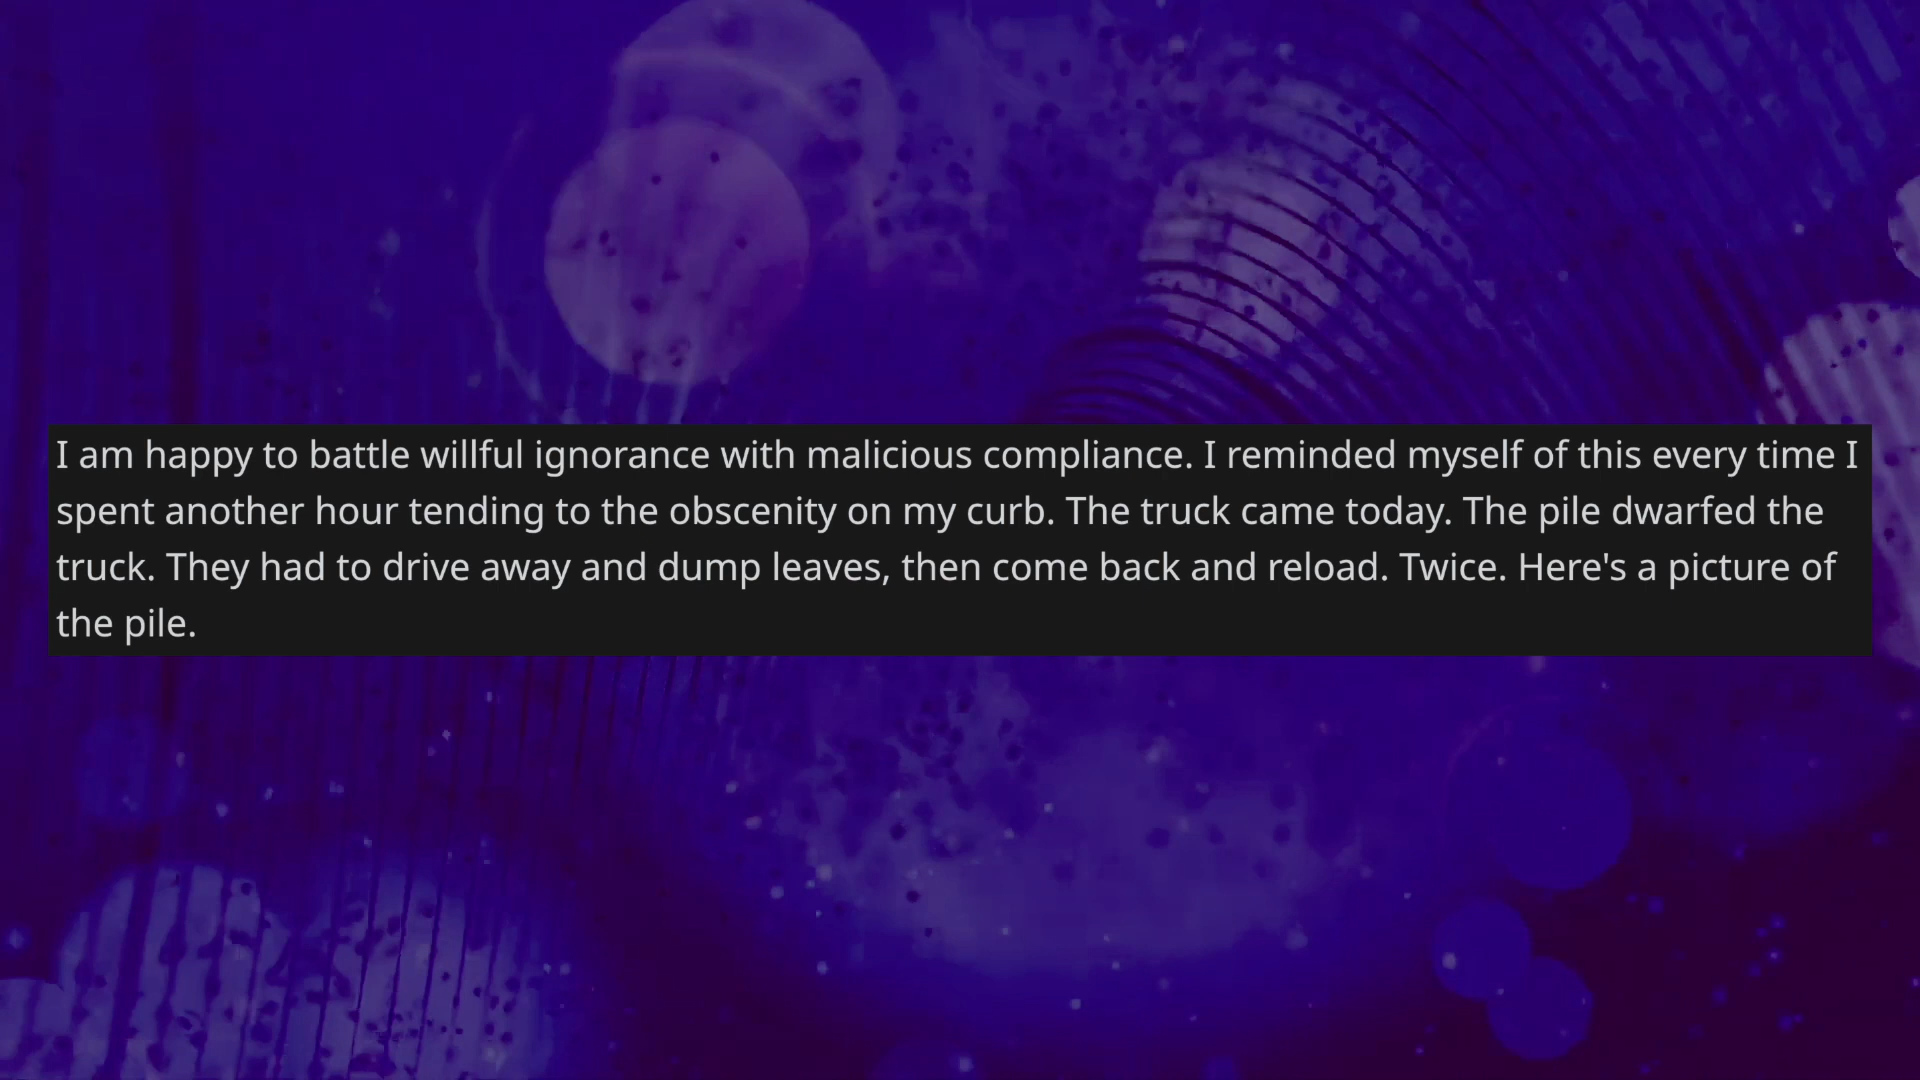 I am happy to battle willful ignorance with malicious compliance. I reminded myself of this every time I
spent another hour tending to the obscenity on my curb. The truck came today. The pile dwarfed the
truck. They had to drive away and dump leaves, then come back and reload. Twice. Here's a picture of
the pile.